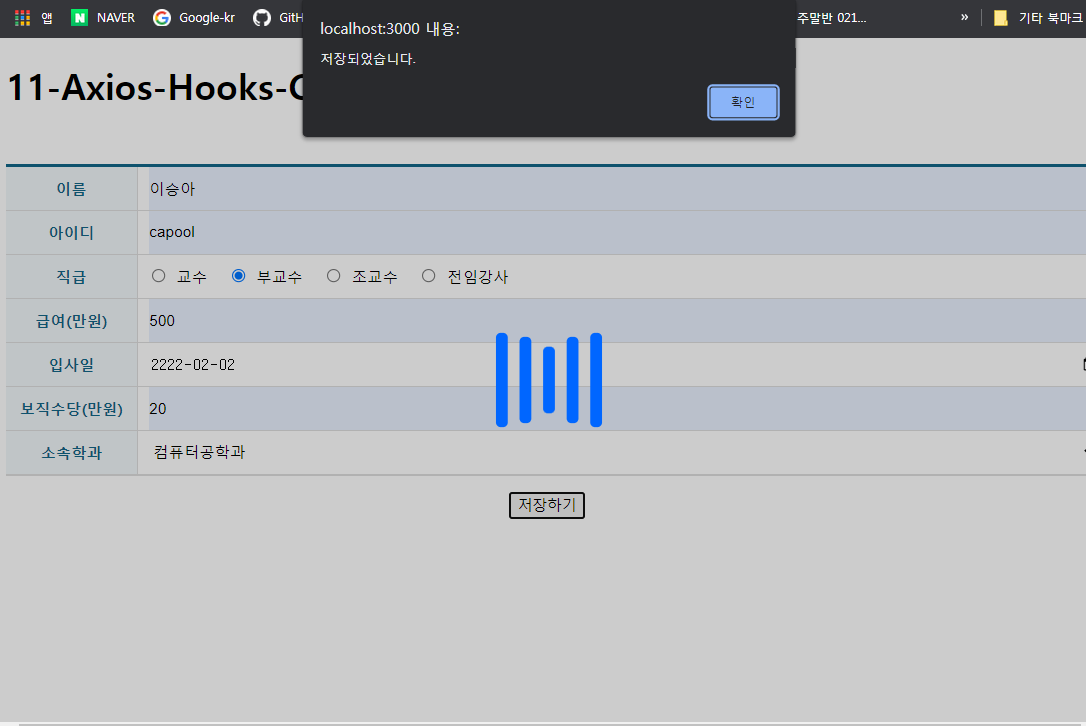 앱 NAVER Google-kr GitH 주말반 021... » 기타 북마크
localhost:3000 내용:
저장되었습니다.
확인
11-Axios-Hooks-C
이름 이승아
아이디 capool
직급 교수 부교수 조교수 전임강사
급여(만원) 500
입사일 2222-02-02
보직수당(만원) 20
소속학과 컴퓨터공학과
저장하기